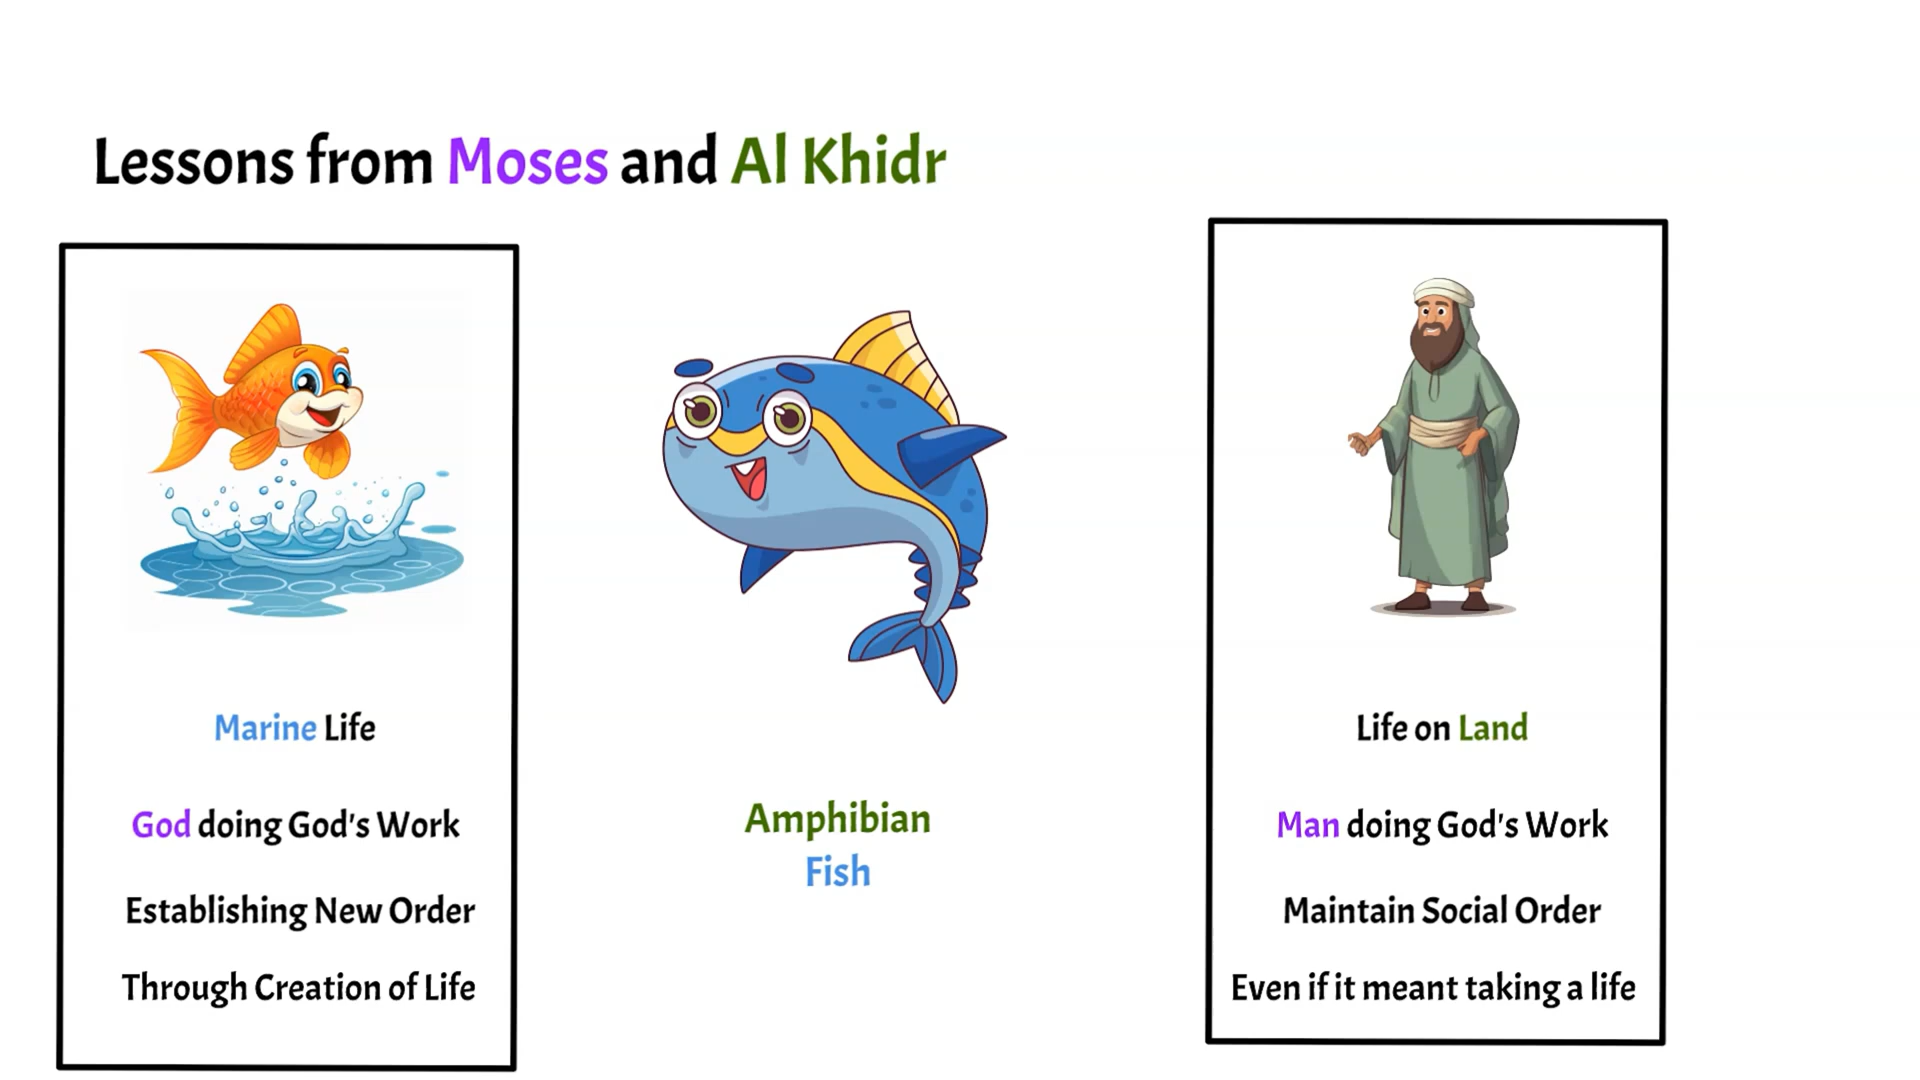 Lessons from Moses and Al Khidr
Marine Life
God doing God's Work
Establishing New Order
Through Creation of Life
Amphibian
Fish
Life on Land
Man doing God's Work
Maintain Social Order
Even if it meant taking a life